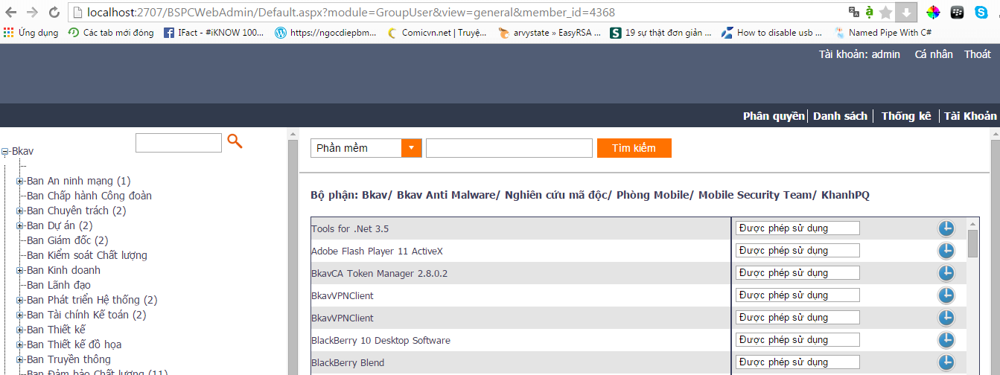 localhost:2707/BSPCWebAdmin/Default.aspx?module=GroupUser&view=general&member_id=4368
Ứng dụng Các tab mới đóng IFact - #iKNOW 100... https://ngocdiepbm... Comicvn.net | Truyệ... arvystate » EasyRSA ... 19 sự thật đơn giản ... How to disable usb ... Named Pipe With C#
Tài khoản: admin Cá nhân Thoát
Phân quyền Danh sách Thống kê Tài Khoản
Bkav
Ban An ninh mạng (1)
Ban Chấp hành Công đoàn
Ban Chuyên trách (2)
Ban Dự án (2)
Ban Giám đốc (2)
Ban Kiểm soát Chất lượng
Ban Kinh doanh
Ban Lãnh đạo
Ban Phát triển Hệ thống (2)
Ban Tài chính Kế toán (2)
Ban Thiết kế
Ban Thiết kế đồ họa
Ban Truyền thông
Ban Đảm bảo Chất lượng (11)
Phần mềm Tìm kiếm
Bộ phận: Bkav/ Bkav Anti Malware/ Nghiên cứu mã độc/ Phòng Mobile/ Mobile Security Team/ KhanhPQ
Tools for .Net 3.5 Được phép sử dụng
Adobe Flash Player 11 ActiveX Được phép sử dụng
BkavCA Token Manager 2.8.0.2 Được phép sử dụng
BkavVPNClient Được phép sử dụng
BkavVPNClient Được phép sử dụng
BlackBerry 10 Desktop Software Được phép sử dụng
BlackBerry Blend Được phép sử dụng